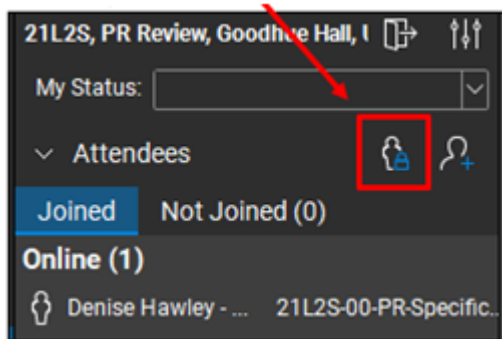 21L2S, PR Review, Goodhue Hall, U
My Status:
Attendees
Joined Not Joined (0)
Online (1)
Denise Hawley - ... 21L2S-00-PR-Specific...